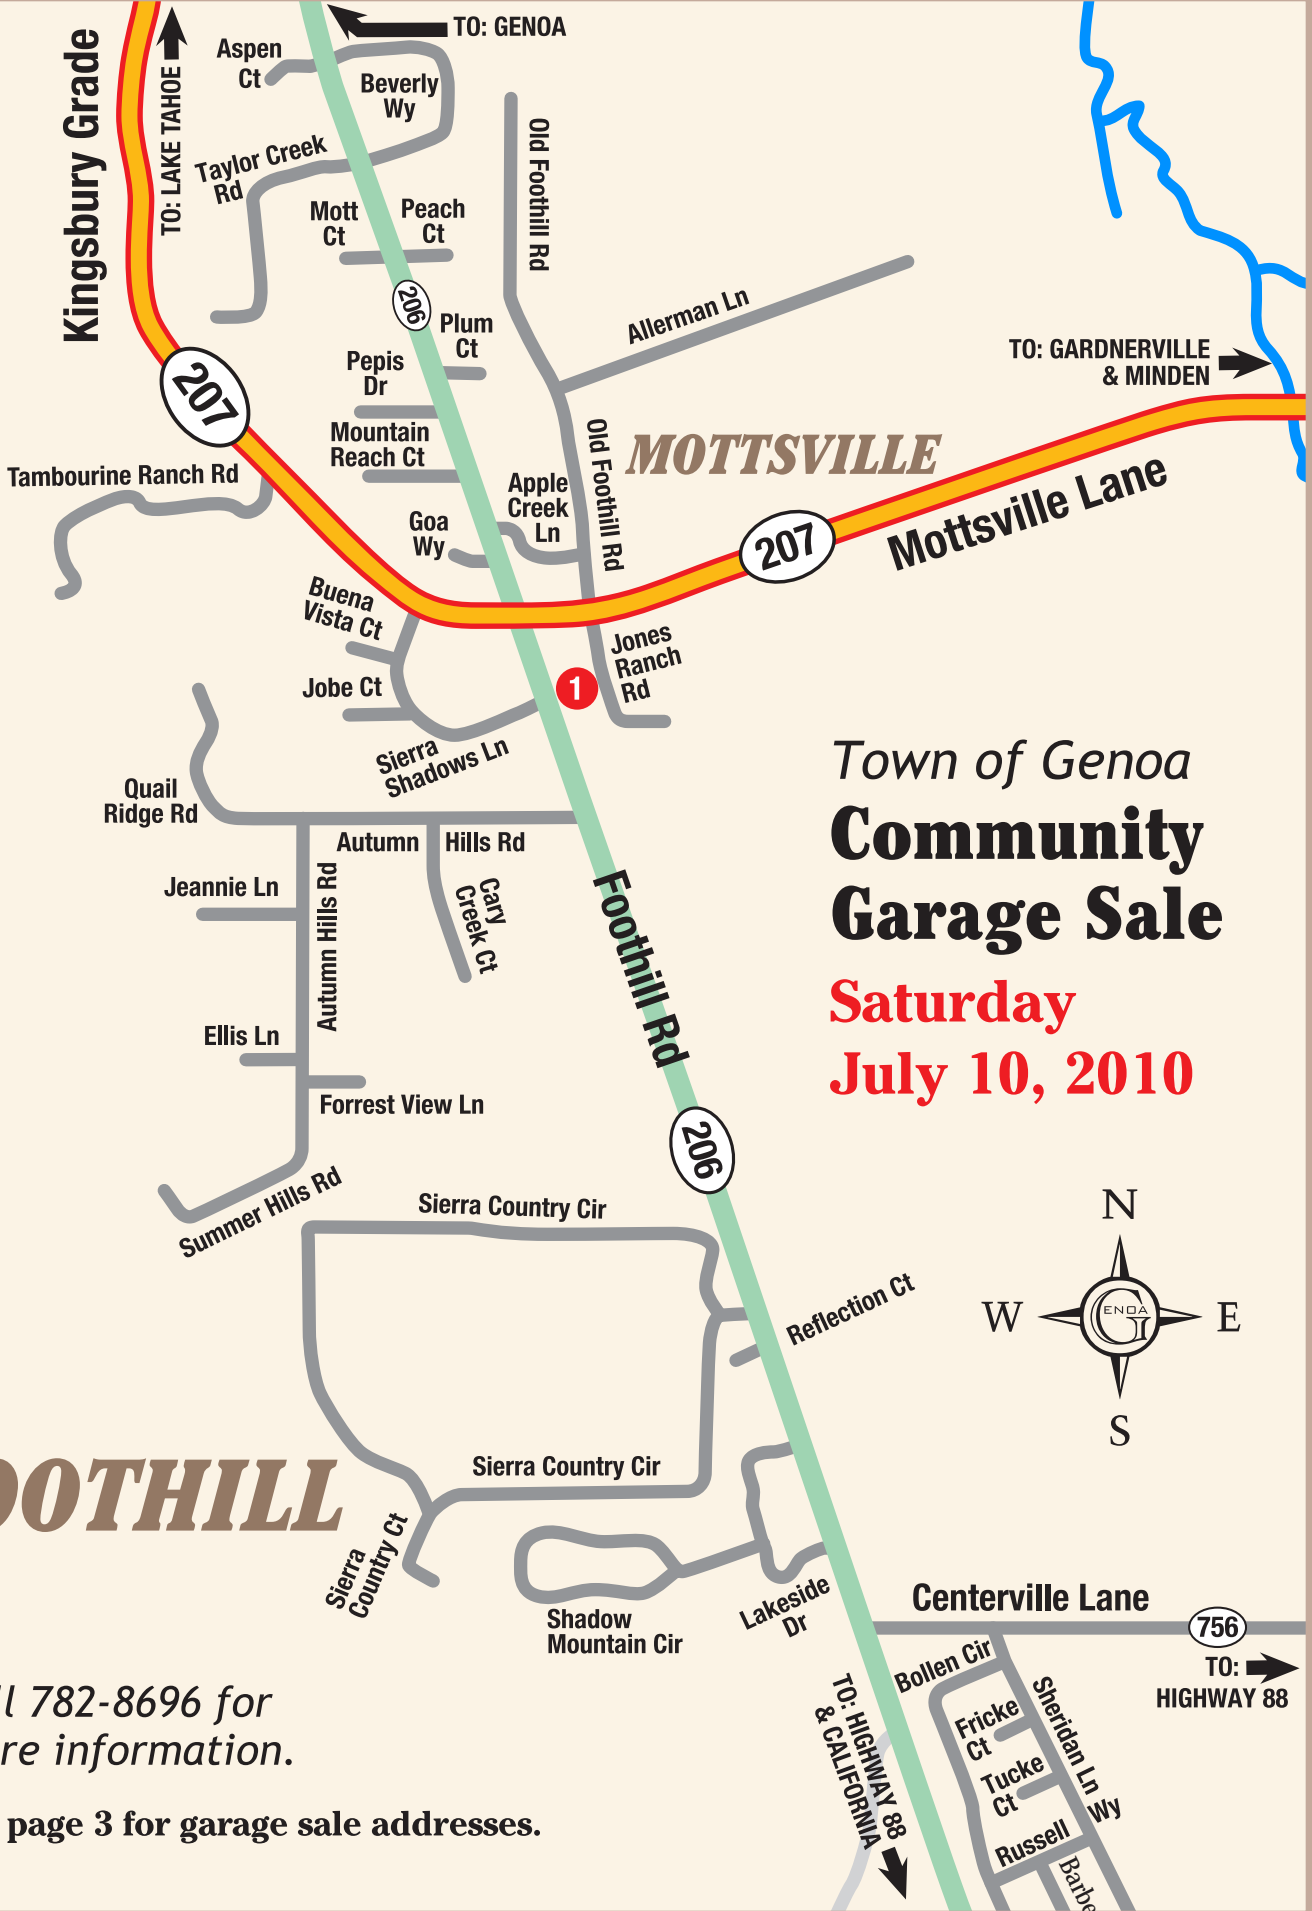 TO: GENOA
Aspen
Ct
Beverly
Wy
Kingsbury Grade
TO: LAKE TAHOE
Taylor Creek
Rd
Old Foothill Rd
Mott
Ct
Peach
Ct
206
Plum
Ct
Allerman Ln
Pepis
Dr
TO: GARDNERVILLE
& MINDEN
207
Mountain
Reach Ct
MOTTSVILLE
Old Foothill Rd
Tambourine Ranch Rd
Apple
Creek
Ln
Goa
Wy
207
Mottsville Lane
Buena
Vista Ct
Jones
Ranch
Rd
Jobe Ct
1
Sierra
Shadows Ln
Town of Genoa
Community
Garage Sale
Saturday
July 10, 2010
Quail
Ridge Rd
Autumn Hills Rd
Jeannie Ln
Autumn Hills Rd
Cary
Creek Ct
Foothill Rd
Ellis Ln
Forrest View Ln
206
Summer Hills Rd
Sierra Country Cir
N
W
GENOA
E
S
Reflection Ct
Sierra Country Cir
OOTHILL
Sierra
Country Ct
Shadow
Mountain Cir
Lakeside
Dr
Centerville Lane
756
TO:
HIGHWAY 88
Bollen Cir
Sheridan Ln
Fricke
Ct
Tucke
Ct
Russell Wy
Barbe
TO: HIGHWAY 88
& CALIFORNIA
ll 782-8696 for
re information.
page 3 for garage sale addresses.